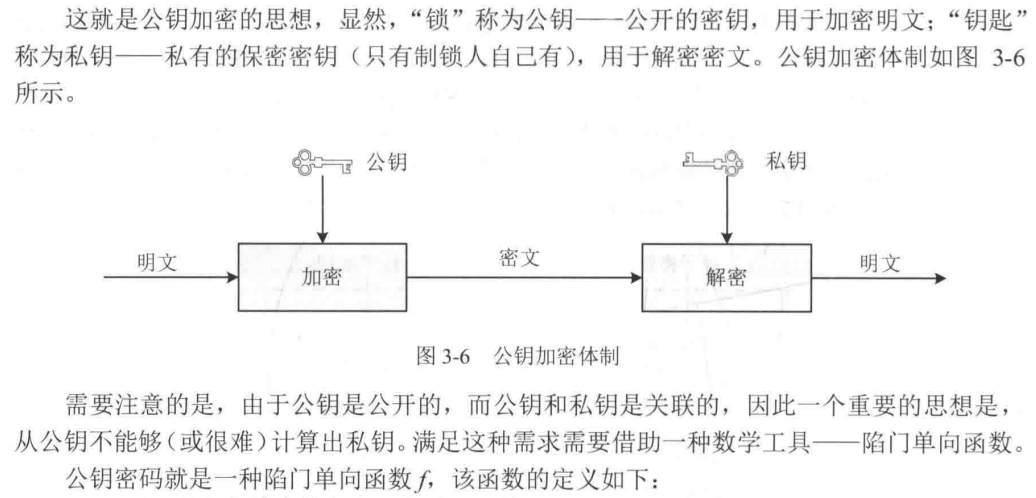 这就是公钥加密的思想，显然，“锁”称为公钥——公开的密钥，用于加密明文；“钥匙”
称为私钥——私有的保密密钥（只有制锁人自己有），用于解密密文。公钥加密体制如图 3-6
所示。
公钥 私钥
明文 加密 密文 解密 明文
图 3-6 公钥加密体制
需要注意的是，由于公钥是公开的，而公钥和私钥是关联的，因此一个重要的思想是，
从公钥不能够（或很难）计算出私钥。满足这种需求需要借助一种数学工具——陷门单向函数。
公钥密码就是一种陷门单向函数 f，该函数的定义如下：